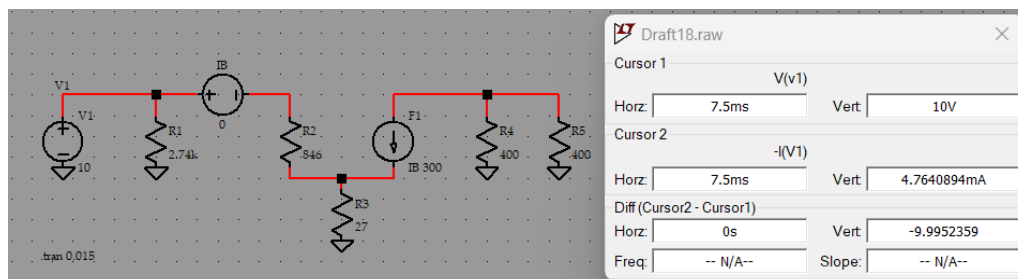 IB
V1
V1
10
R1
2.74k
0
R2
846
F1
IB 300
R4
400
R5
400
R3
27
.tran 0.015
Draft18.raw
Cursor 1
V(v1)
Horz: 7.5ms Vert: 10V
Cursor 2
-I(V1)
Horz: 7.5ms Vert: 4.7640894mA
Diff (Cursor2 - Cursor1)
Horz: 0s Vert: -9.9952359
Freq: -- N/A-- Slope: -- N/A--